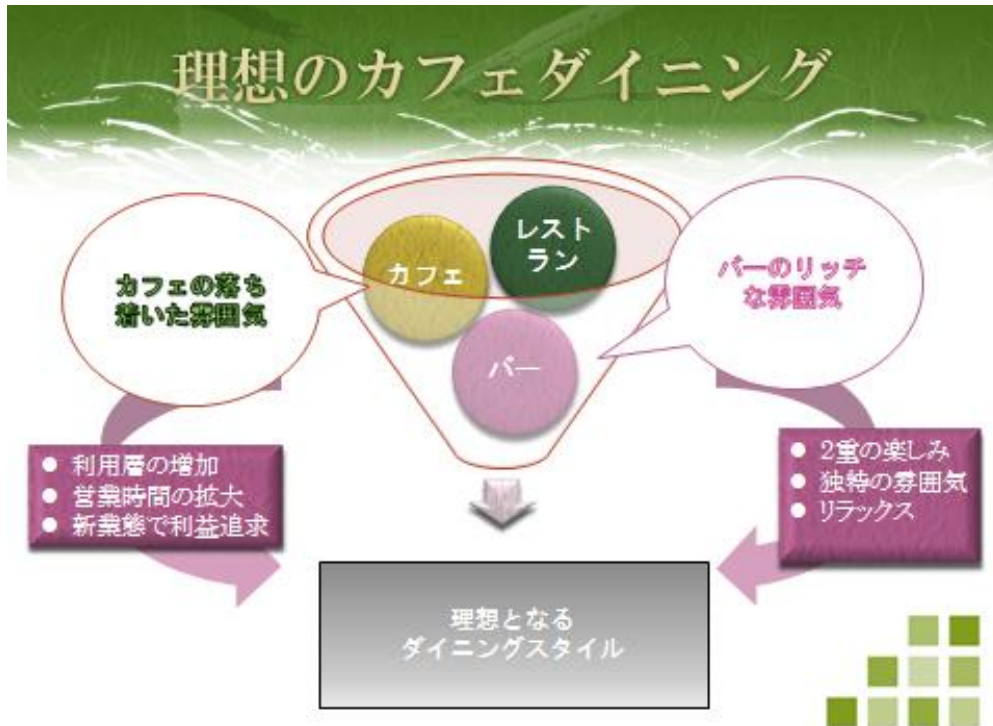 理想のカフェダイニング
カフェの落ち
着いた雰囲気
カフェ
レスト
ラン
バー
バーのリッチ
な雰囲気
● 利用層の増加
● 営業時間の拡大
● 新業態で利益追求
● 2重の楽しみ
● 独特の雰囲気
● リラックス
理想となる
ダイニングスタイル